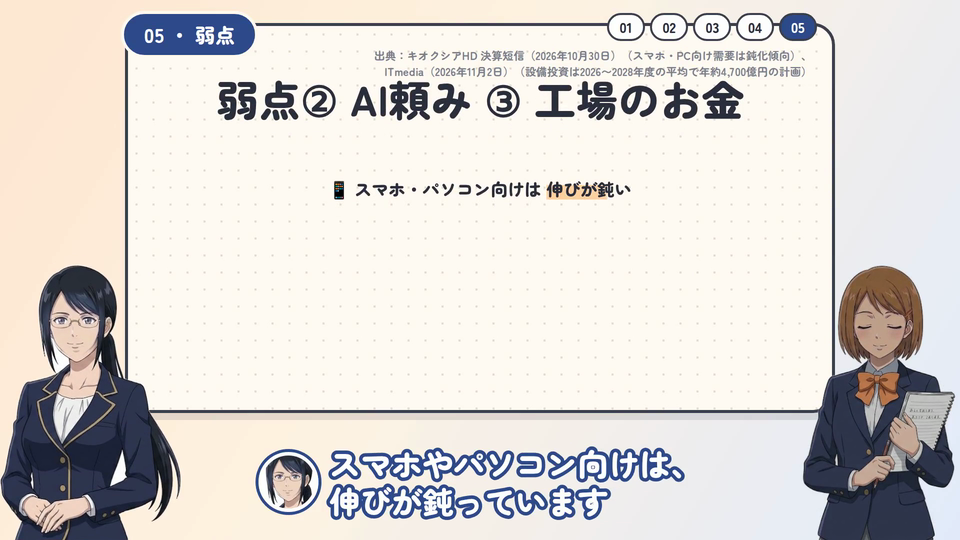 05 ・ 弱点
01 02 03 04 05
出典：キオクシアHD 決算短信（2026年10月30日）（スマホ・PC向け需要は鈍化傾向）、
ITmedia（2026年11月2日）（設備投資は2026〜2028年度の平均で年約4,700億円の計画）
弱点② AI頼み ③ 工場のお金
スマホ・パソコン向けは 伸びが鈍い
スマホやパソコン向けは、
伸びが鈍っています